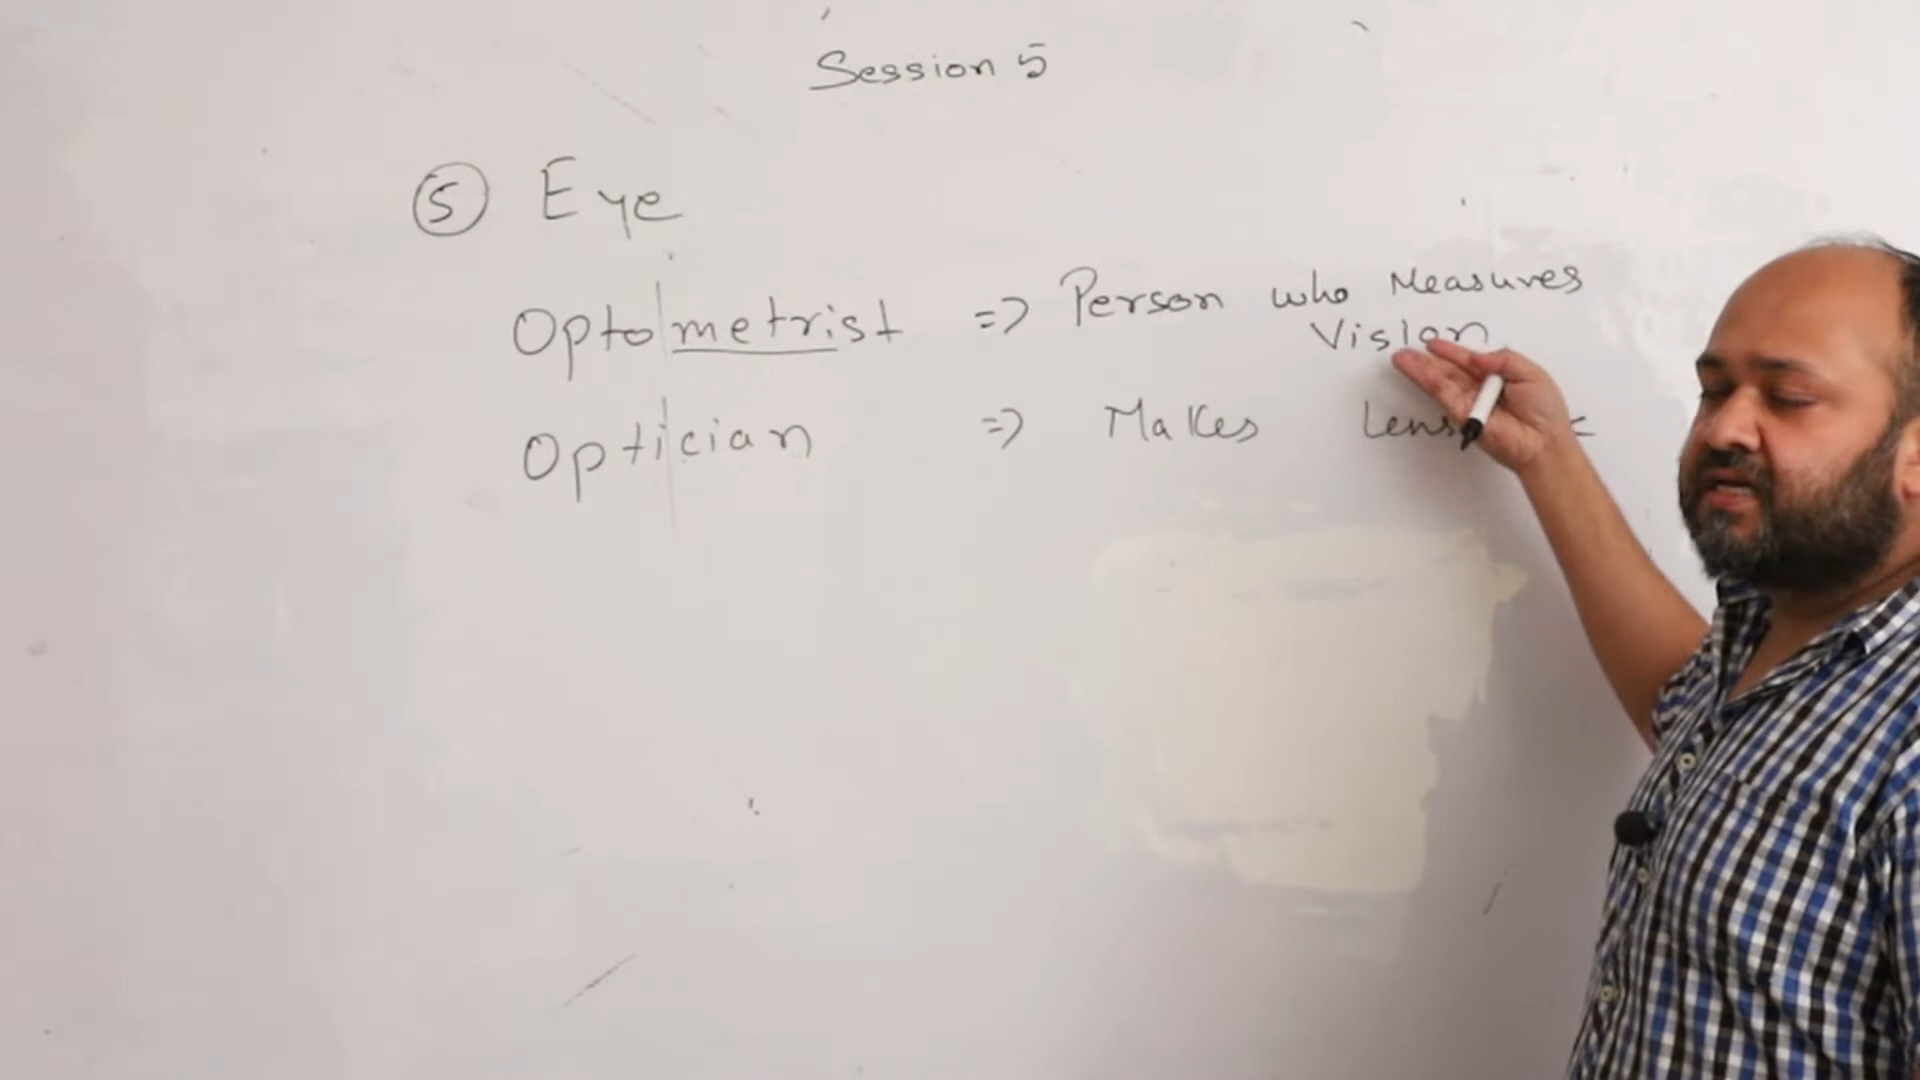 Session 5
5 Eye
Optometrist => Person who Measures
Vision
Optician => Makes